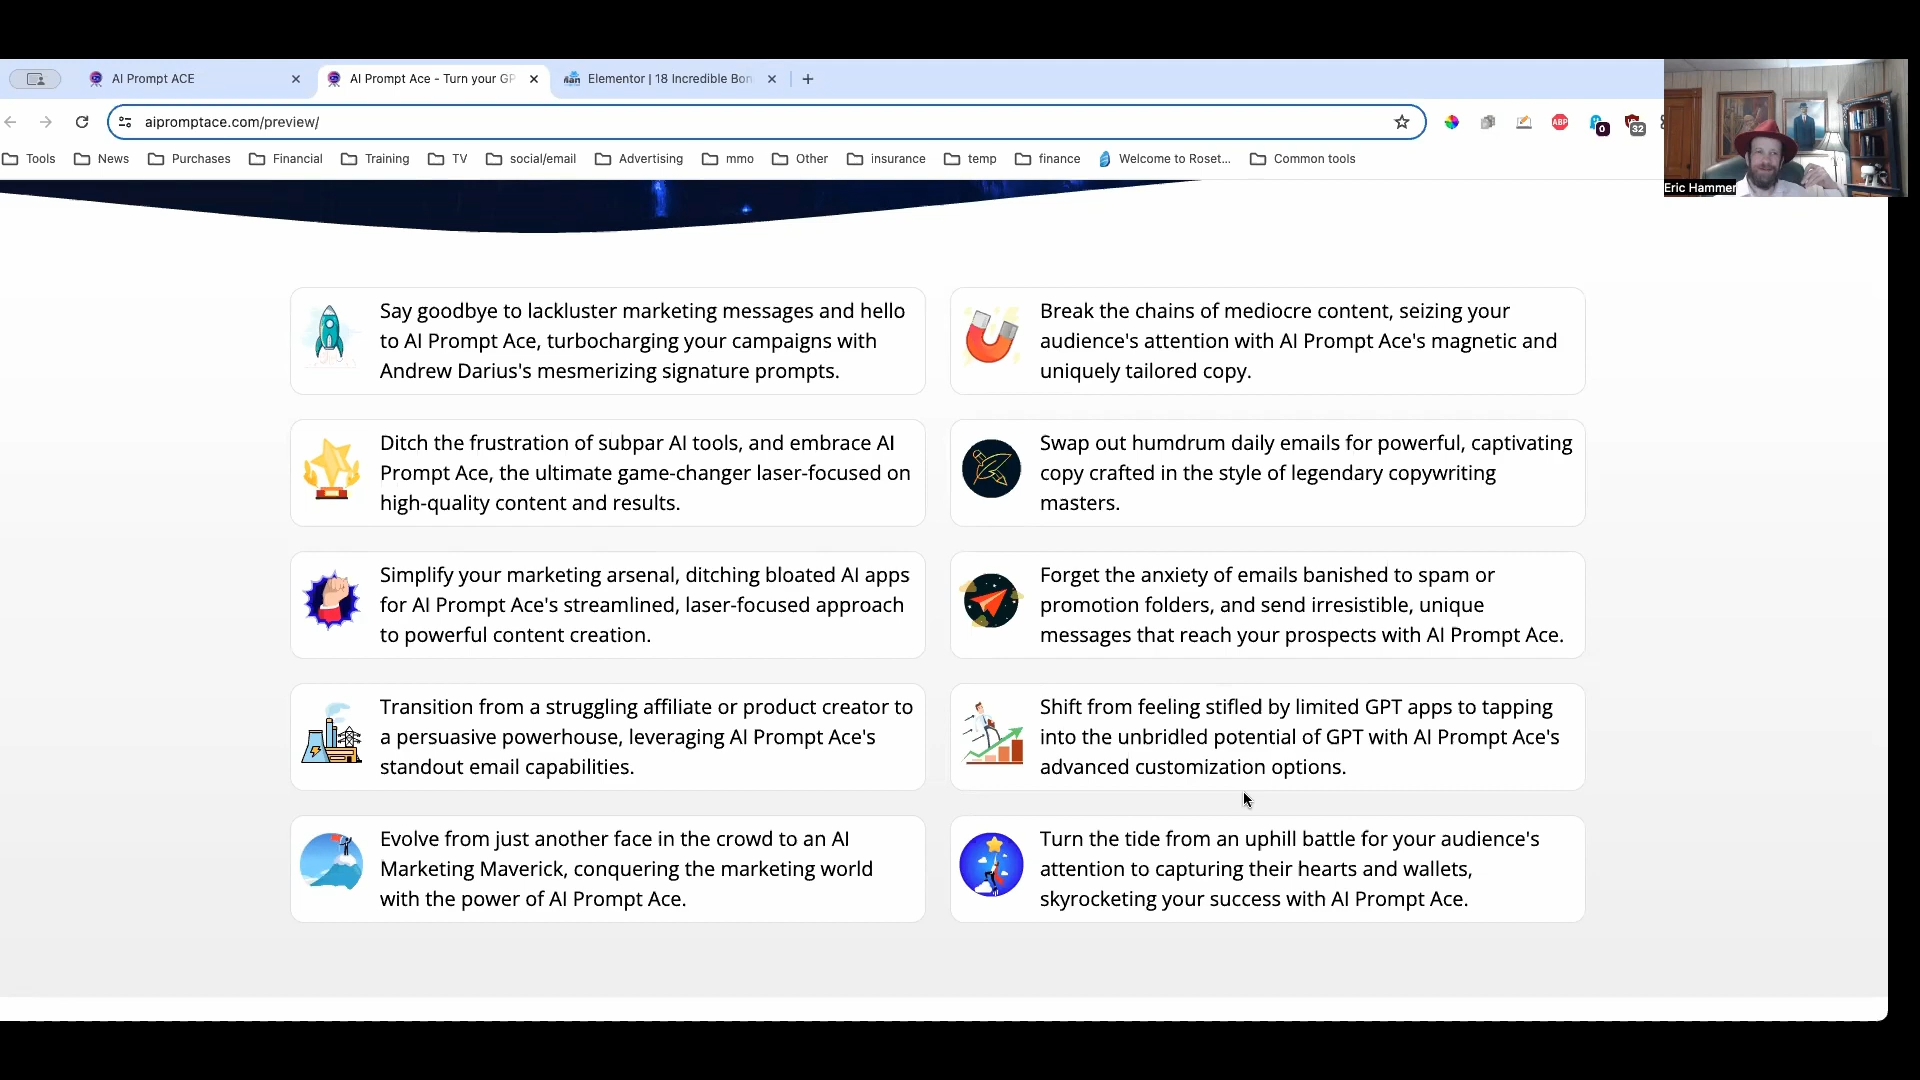 AI Prompt ACE
AI Prompt Ace - Turn your GP
Elementor | 18 Incredible Bon
aipromptace.com/preview/
ABP
0
32
Tools
News
Purchases
Financial
Training
TV
social/email
Advertising
mmo
Other
insurance
temp
finance
Welcome to Roset...
Common tools
Eric Hammer
Say goodbye to lackluster marketing messages and hello
to AI Prompt Ace, turbocharging your campaigns with
Andrew Darius's mesmerizing signature prompts.
Break the chains of mediocre content, seizing your
audience's attention with AI Prompt Ace's magnetic and
uniquely tailored copy.
Ditch the frustration of subpar AI tools, and embrace AI
Prompt Ace, the ultimate game-changer laser-focused on
high-quality content and results.
Swap out humdrum daily emails for powerful, captivating
copy crafted in the style of legendary copywriting
masters.
Simplify your marketing arsenal, ditching bloated AI apps
for AI Prompt Ace's streamlined, laser-focused approach
to powerful content creation.
Forget the anxiety of emails banished to spam or
promotion folders, and send irresistible, unique
messages that reach your prospects with AI Prompt Ace.
Transition from a struggling affiliate or product creator to
a persuasive powerhouse, leveraging AI Prompt Ace's
standout email capabilities.
Shift from feeling stifled by limited GPT apps to tapping
into the unbridled potential of GPT with AI Prompt Ace's
advanced customization options.
Evolve from just another face in the crowd to an AI
Marketing Maverick, conquering the marketing world
with the power of AI Prompt Ace.
Turn the tide from an uphill battle for your audience's
attention to capturing their hearts and wallets,
skyrocketing your success with AI Prompt Ace.